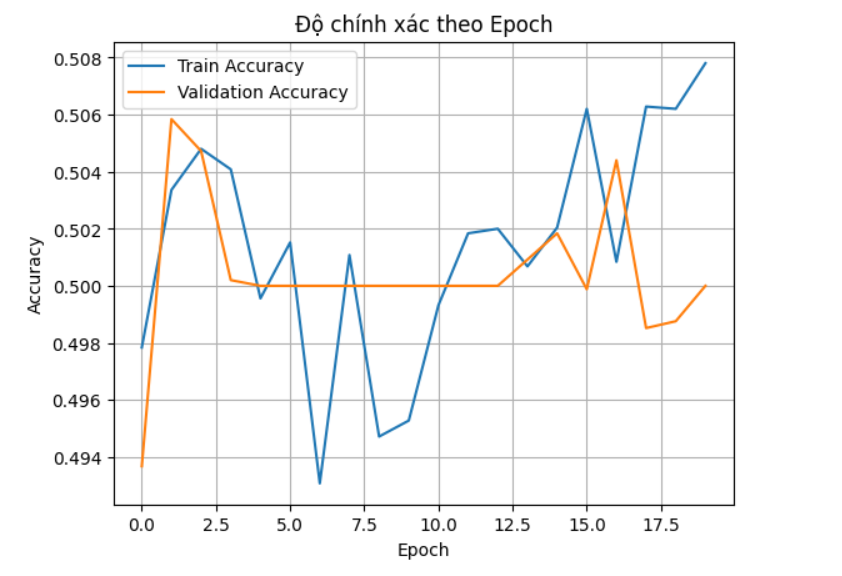 Độ chính xác theo Epoch
Train Accuracy
Validation Accuracy
Accuracy
0.508
0.506
0.504
0.502
0.500
0.498
0.496
0.494
0.0 2.5 5.0 7.5 10.0 12.5 15.0 17.5
Epoch